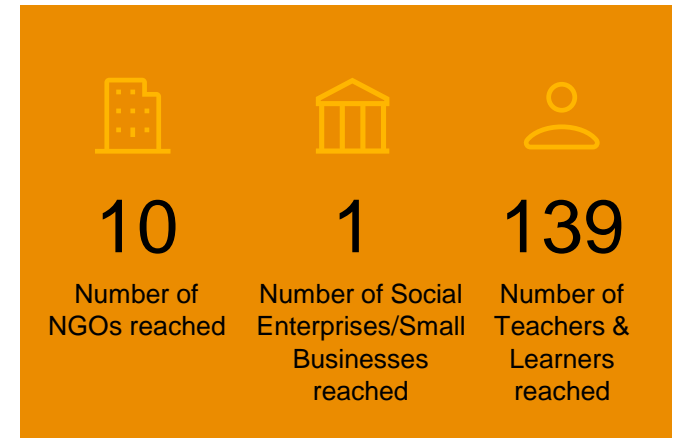 10
Number of
NGOs reached
1
Number of Social
Enterprises/Small
Businesses
reached
139
Number of
Teachers &
Learners
reached